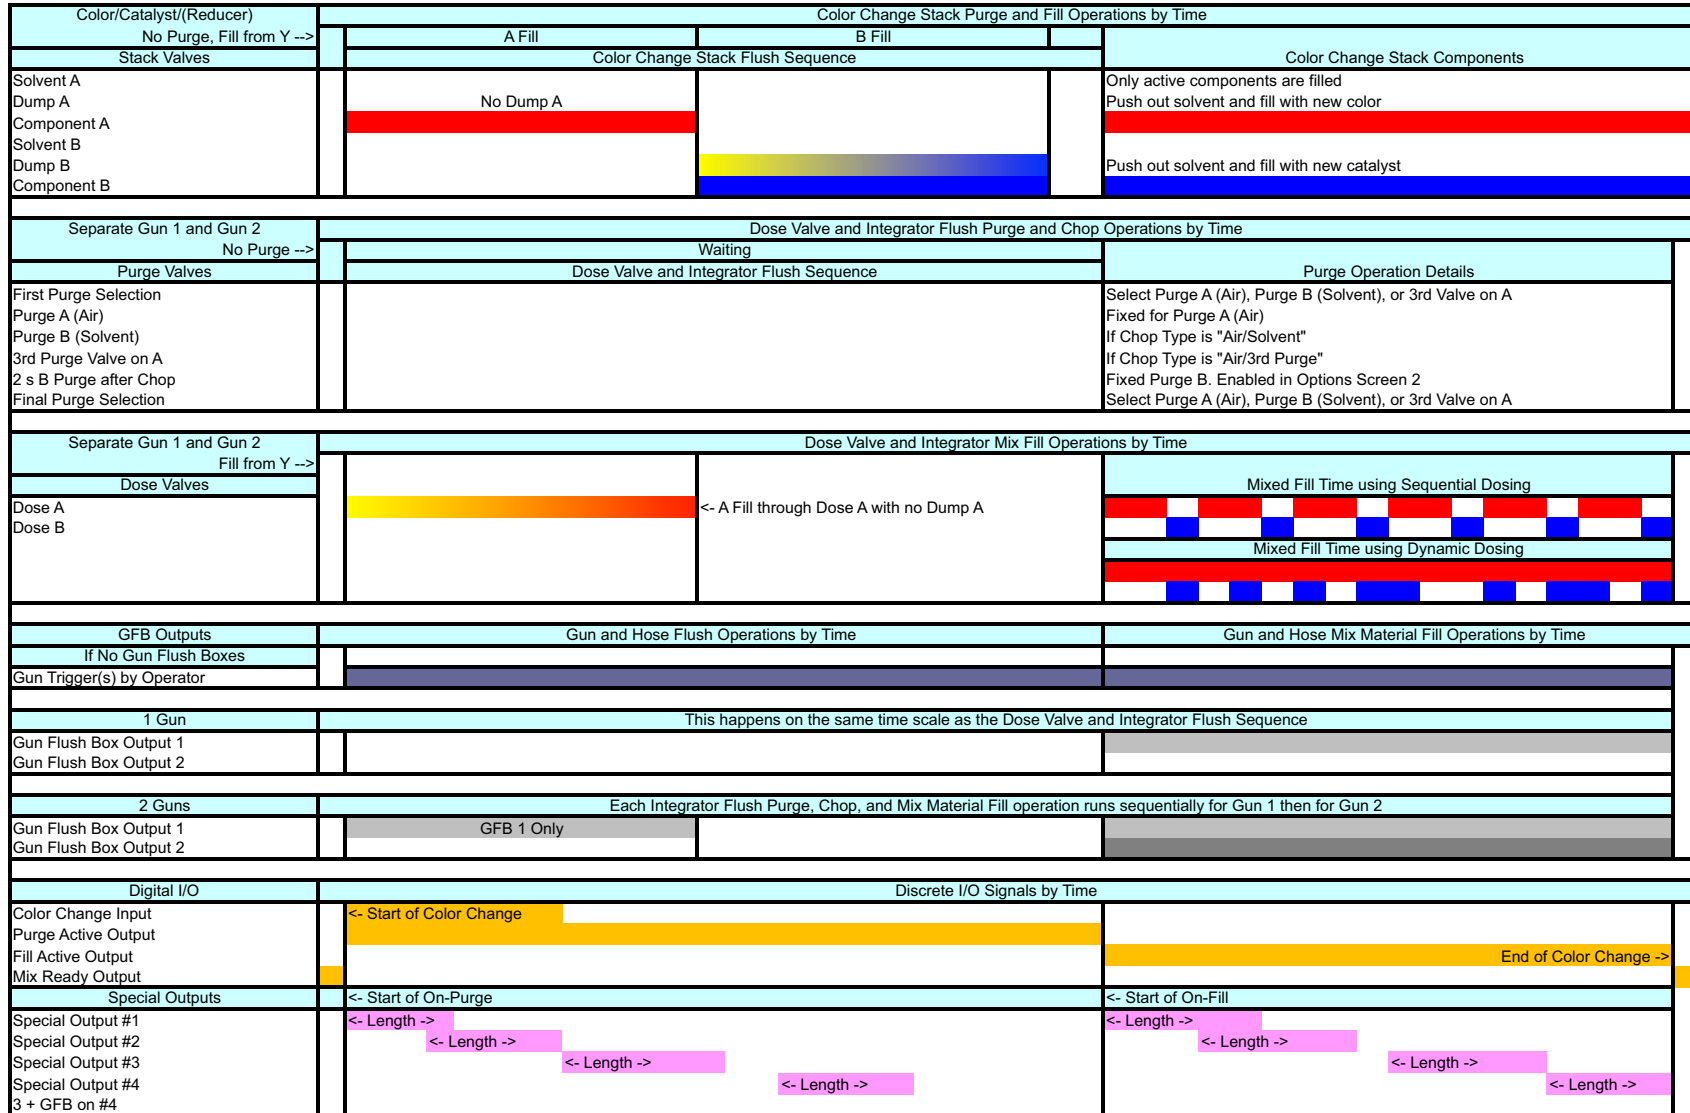 Color/Catalyst/(Reducer)
Color Change Stack Purge and Fill Operations by Time
No Purge, Fill from Y -->
A Fill
B Fill
Stack Valves
Color Change Stack Flush Sequence
Color Change Stack Components
Solvent A
Only active components are filled
Dump A
No Dump A
Push out solvent and fill with new color
Component A
Solvent B
Dump B
Push out solvent and fill with new catalyst
Component B
Separate Gun 1 and Gun 2
Dose Valve and Integrator Flush Purge and Chop Operations by Time
No Purge -->
Waiting
Purge Valves
Dose Valve and Integrator Flush Sequence
Purge Operation Details
First Purge Selection
Select Purge A (Air), Purge B (Solvent), or 3rd Valve on A
Purge A (Air)
Fixed for Purge A (Air)
Purge B (Solvent)
If Chop Type is "Air/Solvent"
3rd Purge Valve on A
If Chop Type is "Air/3rd Purge"
2 s B Purge after Chop
Fixed Purge B. Enabled in Options Screen 2
Final Purge Selection
Select Purge A (Air), Purge B (Solvent), or 3rd Valve on A
Separate Gun 1 and Gun 2
Dose Valve and Integrator Mix Fill Operations by Time
Fill from Y -->
Dose Valves
Mixed Fill Time using Sequential Dosing
Dose A
<- A Fill through Dose A with no Dump A
Dose B
Mixed Fill Time using Dynamic Dosing
GFB Outputs
Gun and Hose Flush Operations by Time
Gun and Hose Mix Material Fill Operations by Time
If No Gun Flush Boxes
Gun Trigger(s) by Operator
1 Gun
This happens on the same time scale as the Dose Valve and Integrator Flush Sequence
Gun Flush Box Output 1
Gun Flush Box Output 2
2 Guns
Each Integrator Flush Purge, Chop, and Mix Material Fill operation runs sequentially for Gun 1 then for Gun 2
Gun Flush Box Output 1
GFB 1 Only
Gun Flush Box Output 2
Digital I/O
Discrete I/O Signals by Time
Color Change Input
<- Start of Color Change
Purge Active Output
Fill Active Output
End of Color Change ->
Mix Ready Output
Special Outputs
<- Start of On-Purge
<- Start of On-Fill
Special Output #1
<- Length ->
<- Length ->
Special Output #2
<- Length ->
<- Length ->
Special Output #3
<- Length ->
<- Length ->
Special Output #4
<- Length ->
<- Length ->
3 + GFB on #4